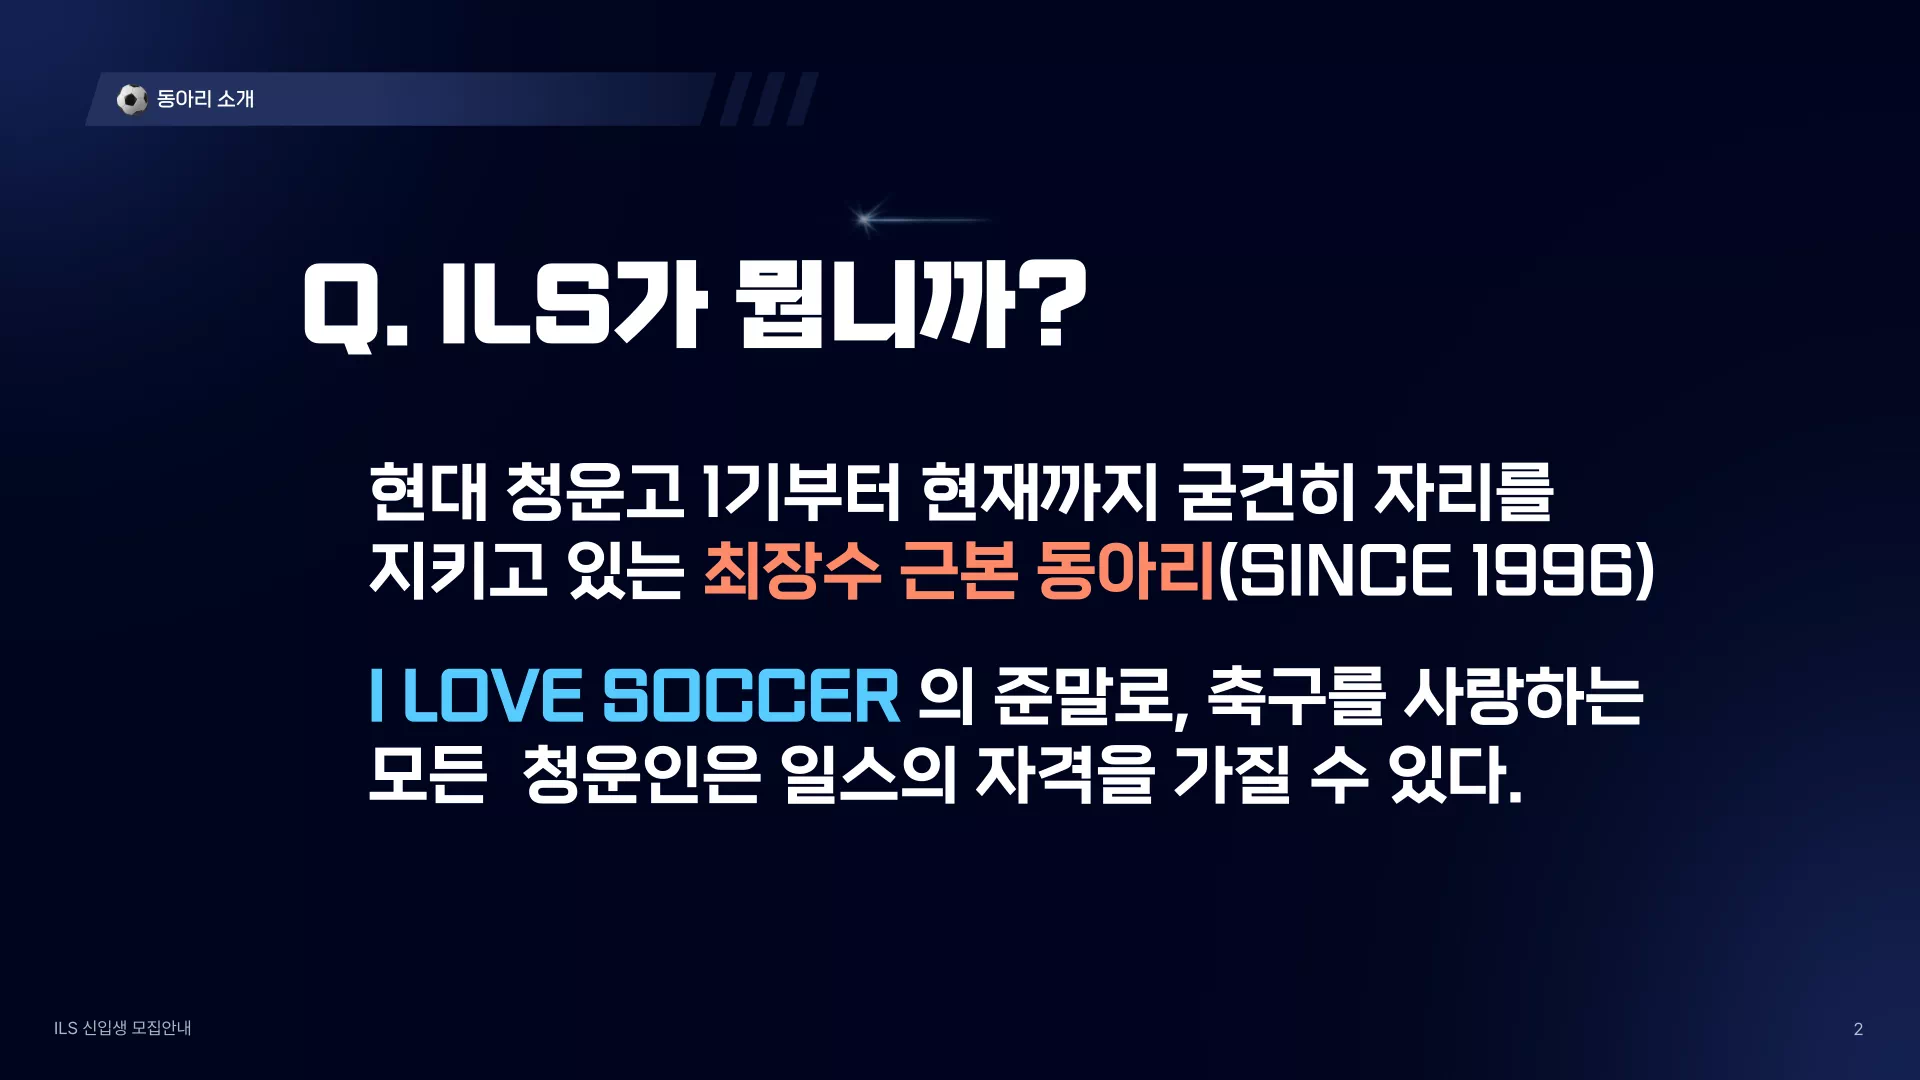 동아리 소개
Q. ILS가 뭡니까?
현대 청운고 1기부터 현재까지 굳건히 자리를
지키고 있는 최장수 근본 동아리(SINCE 1996)
I LOVE SOCCER 의 준말로, 축구를 사랑하는
모든  청운인은 일스의 자격을 가질 수 있다.
ILS 신입생 모집안내
2